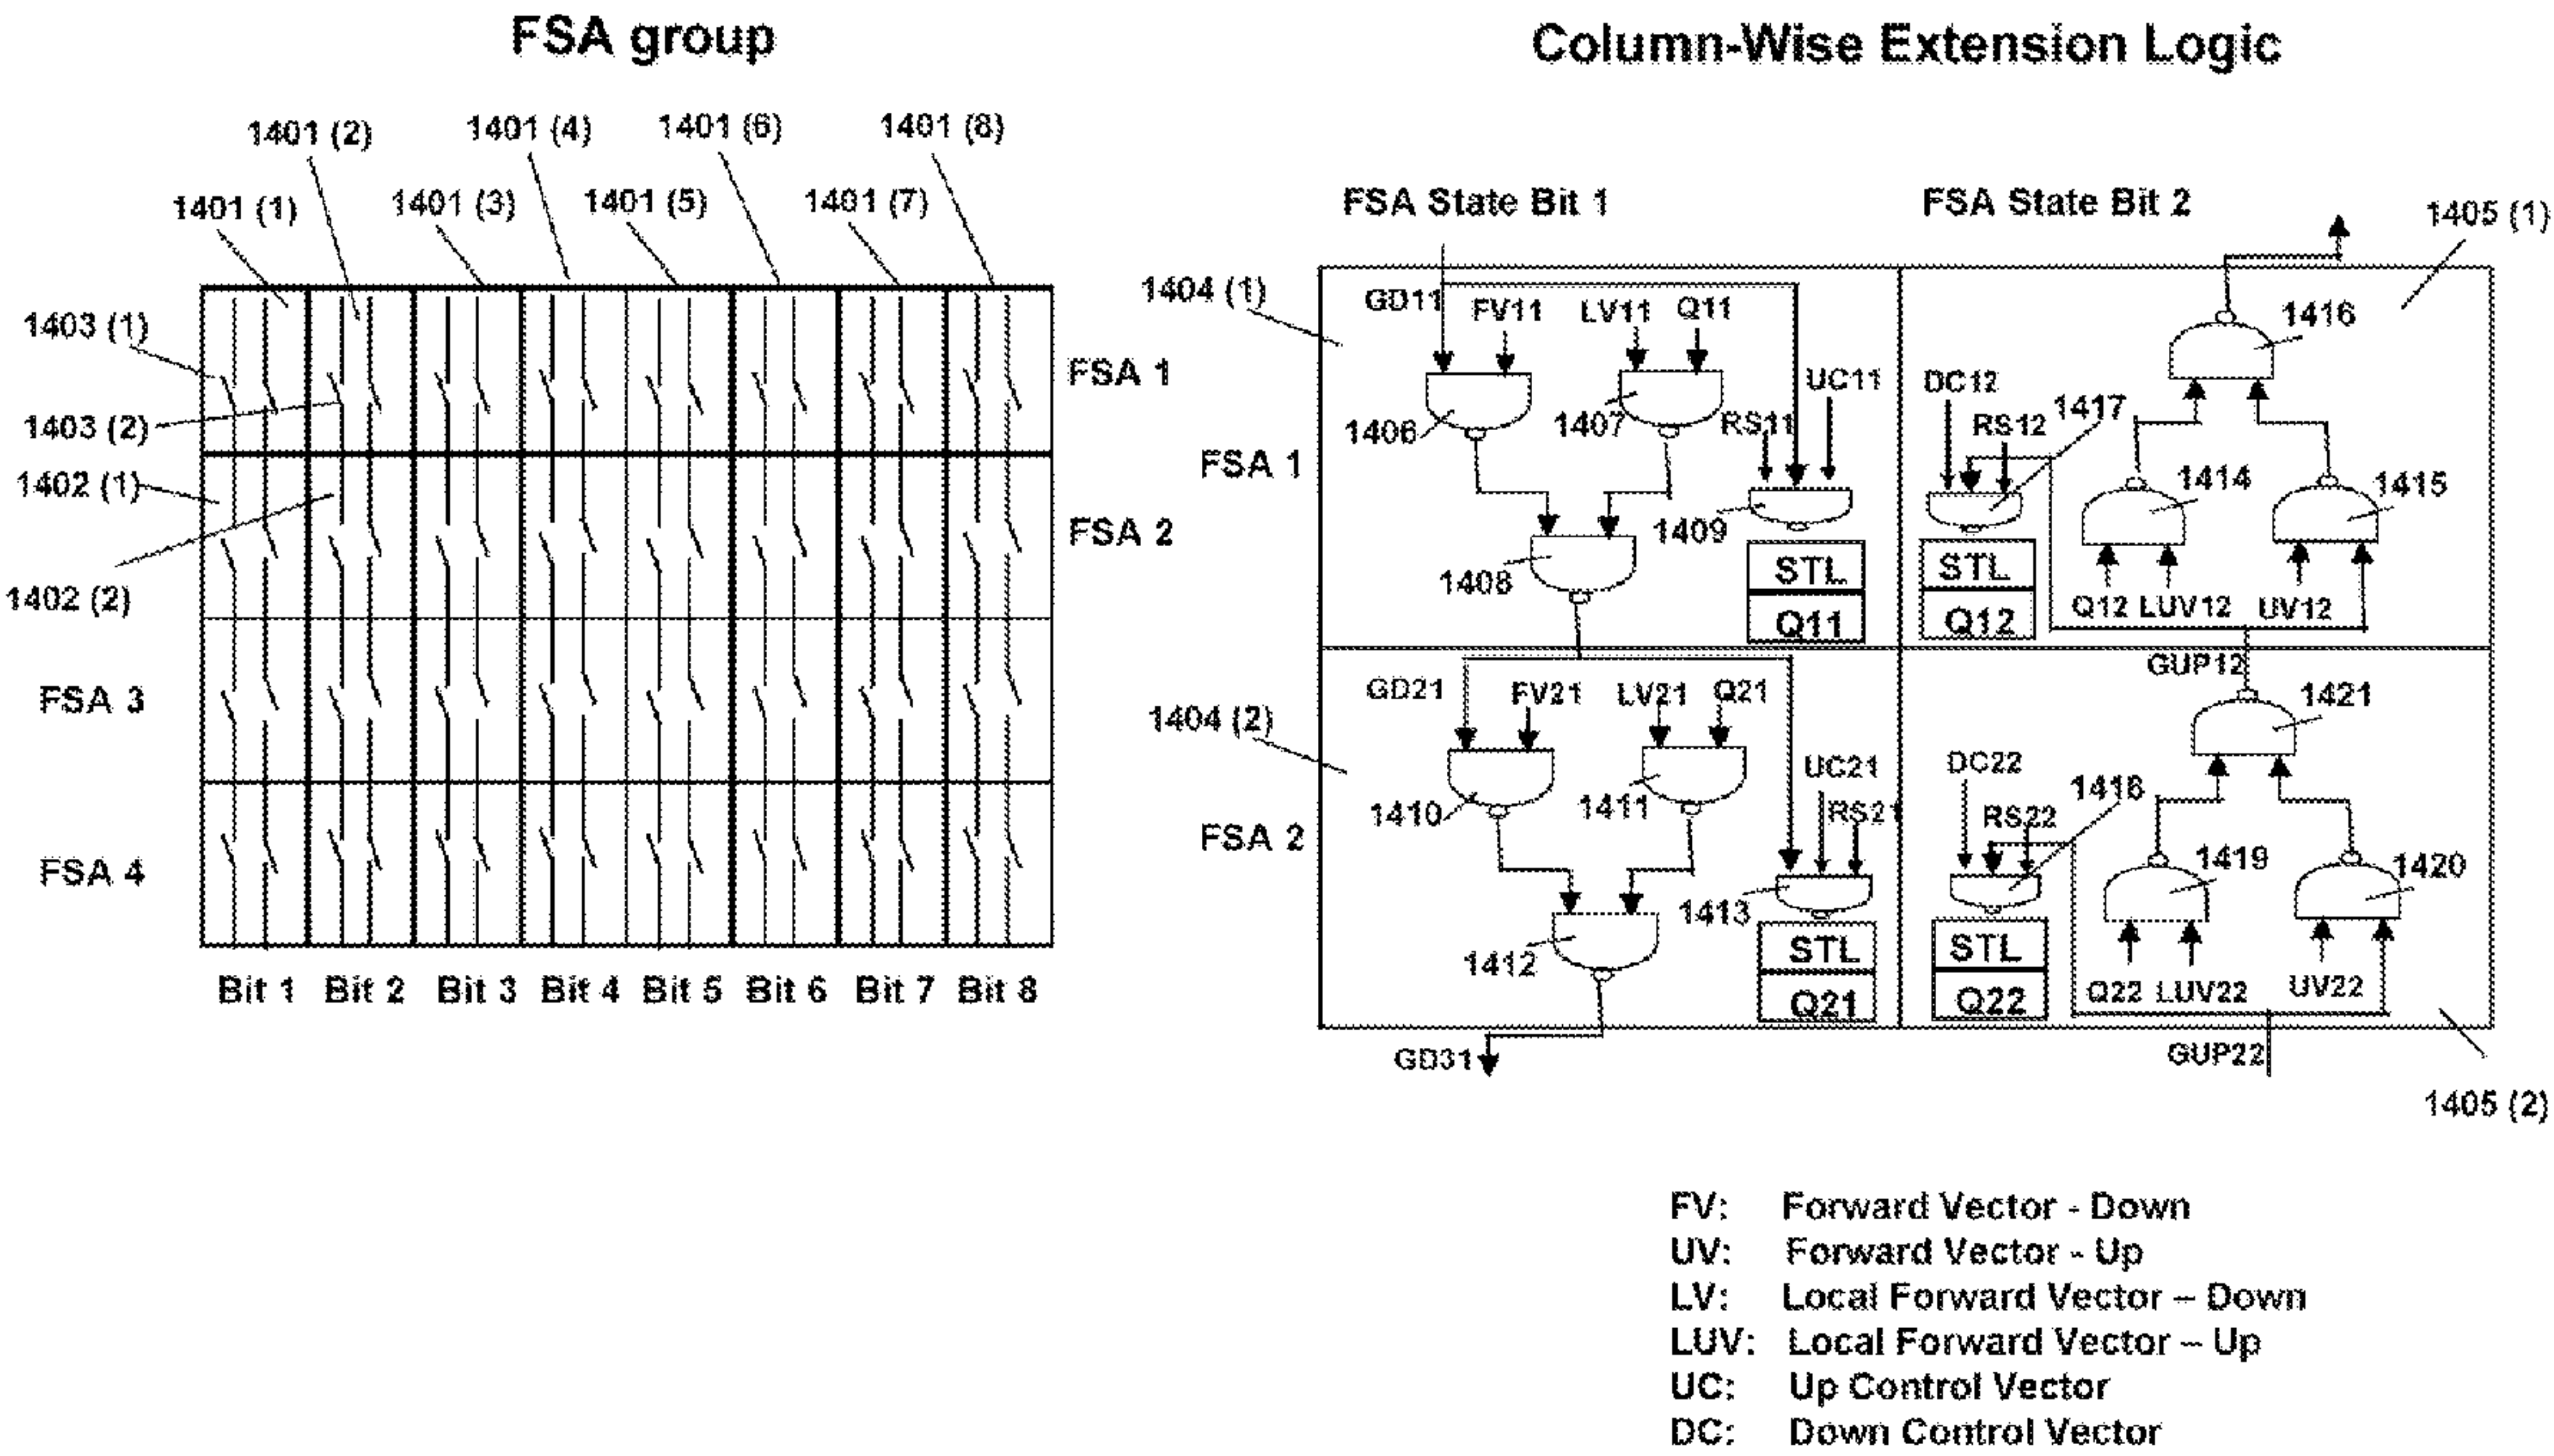 FSA group
Column-Wise Extension Logic
1401 (2)
1401 (4)
1401 (6)
1401 (8)
1401 (1)
1401 (3)
1401 (5)
1401 (7)
1403 (1)
1403 (2)
1402 (1)
1402 (2)
FSA 1
FSA 2
FSA 3
FSA 4
Bit 1 Bit 2 Bit 3 Bit 4 Bit 5 Bit 6 Bit 7 Bit 8
FSA State Bit 1
FSA State Bit 2
1405 (1)
1404 (1)
GD11
FV11
LV11
Q11
UC11
1406
1407
RS11
FSA 1
1409
1408
STL
Q11
1416
DC12
1417
RS12
1414
1415
STL
Q12
Q12 LUV12 UV12
GUP12
1404 (2)
GD21
FV21
LV21
Q21
UC21
1410
1411
RS21
FSA 2
1413
1412
STL
Q21
GD31
1421
DC22
1418
RS22
1419
1420
STL
Q22
Q22 LUV22 UV22
GUP22
1405 (2)
FV: Forward Vector - Down
UV: Forward Vector - Up
LV: Local Forward Vector – Down
LUV: Local Forward Vector – Up
UC: Up Control Vector
DC: Down Control Vector